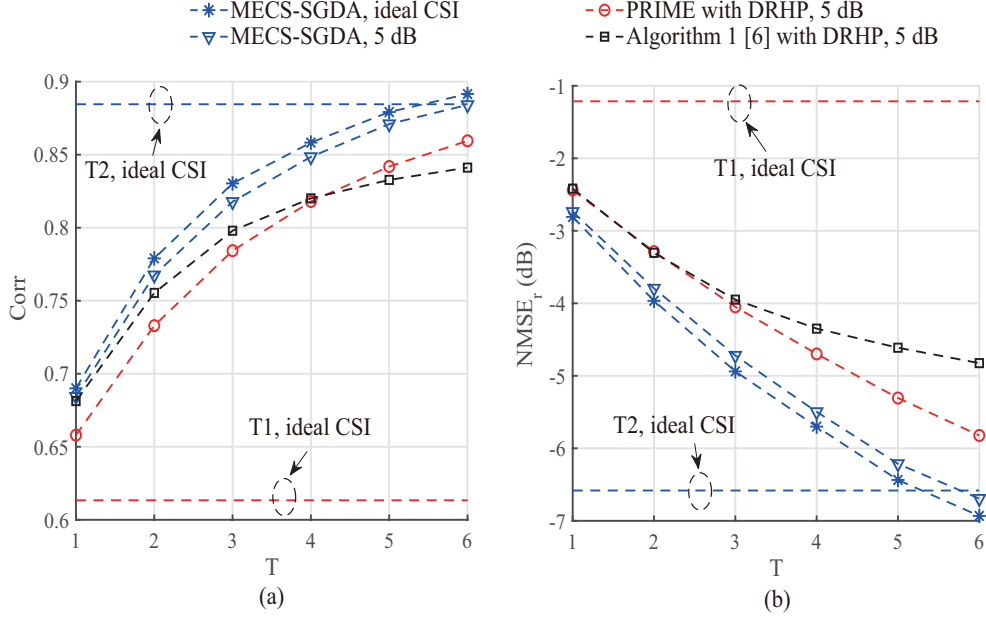 MECS-SGDA, ideal CSI
MECS-SGDA, 5 dB
PRIME with DRHP, 5 dB
Algorithm 1 [6] with DRHP, 5 dB
0.9
0.85
0.8
0.75
0.7
0.65
0.6
Corr
T2, ideal CSI
T1, ideal CSI
1 2 3 4 5 6
T
(a)
-1
-2
-3
-4
-5
-6
-7
NMSE_r (dB)
T1, ideal CSI
T2, ideal CSI
1 2 3 4 5 6
T
(b)